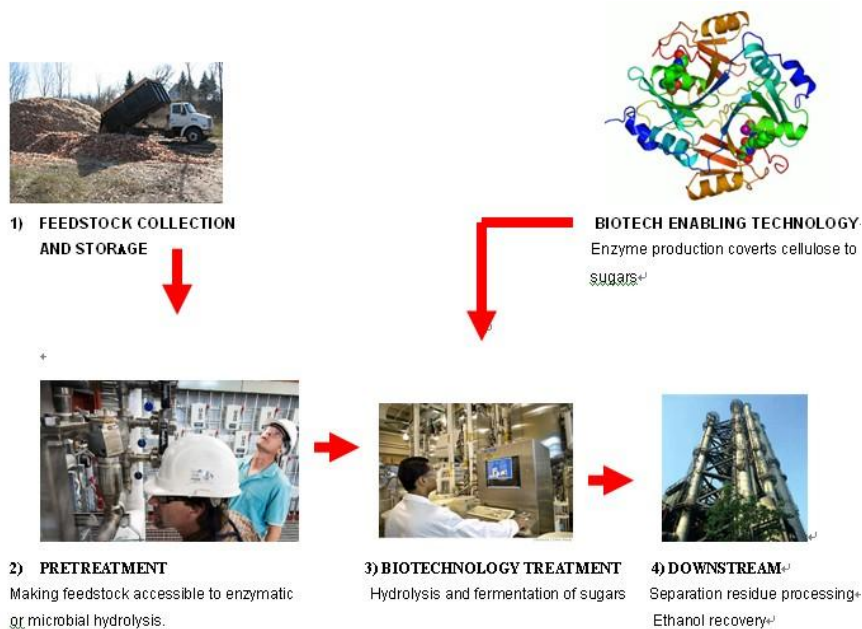 1) FEEDSTOCK COLLECTION
AND STORAGE
BIOTECH ENABLING TECHNOLOGY
Enzyme production coverts cellulose to
sugars
2) PRETREATMENT
Making feedstock accessible to enzymatic
or microbial hydrolysis.
3) BIOTECHNOLOGY TREATMENT
Hydrolysis and fermentation of sugars
4) DOWNSTREAM
Separation residue processing
Ethanol recovery